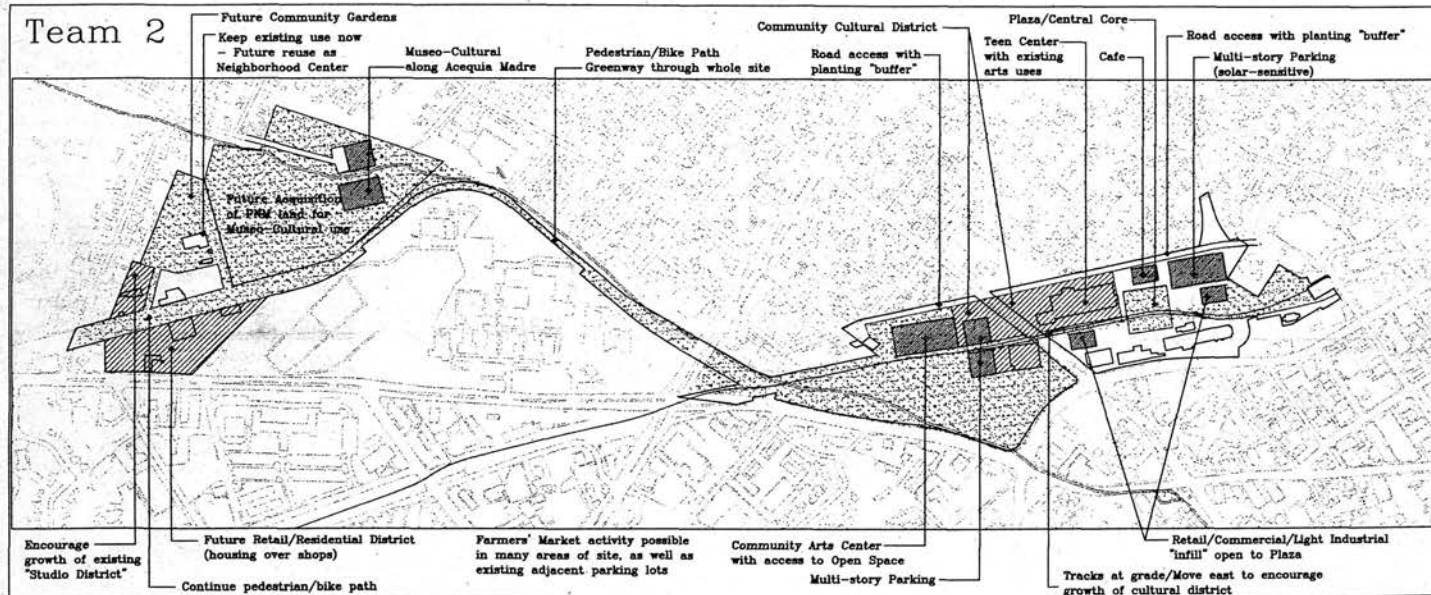 Team 2
Future Community Gardens
Keep existing use now
- Future reuse as
Neighborhood Center
Museo-Cultural
along Acequia Madre
Pedestrian/Bike Path
Greenway through whole site
Community Cultural District
Road access with
planting "buffer"
Plaza/Central Core
Teen Center
with existing
arts uses
Cafe
Road access with planting "buffer"
Multi-story Parking
(solar-sensitive)
Future Acquisition
of PNM land for
Museo-Cultural use
Encourage
growth of existing
"Studio District"
Future Retail/Residential District
(housing over shops)
Continue pedestrian/bike path
Farmers' Market activity possible
in many areas of site, as well as
existing adjacent parking lots
Community Arts Center
with access to Open Space
Multi-story Parking
Retail/Commercial/Light Industrial
"infill" open to Plaza
Tracks at grade/Move east to encourage
growth of cultural district